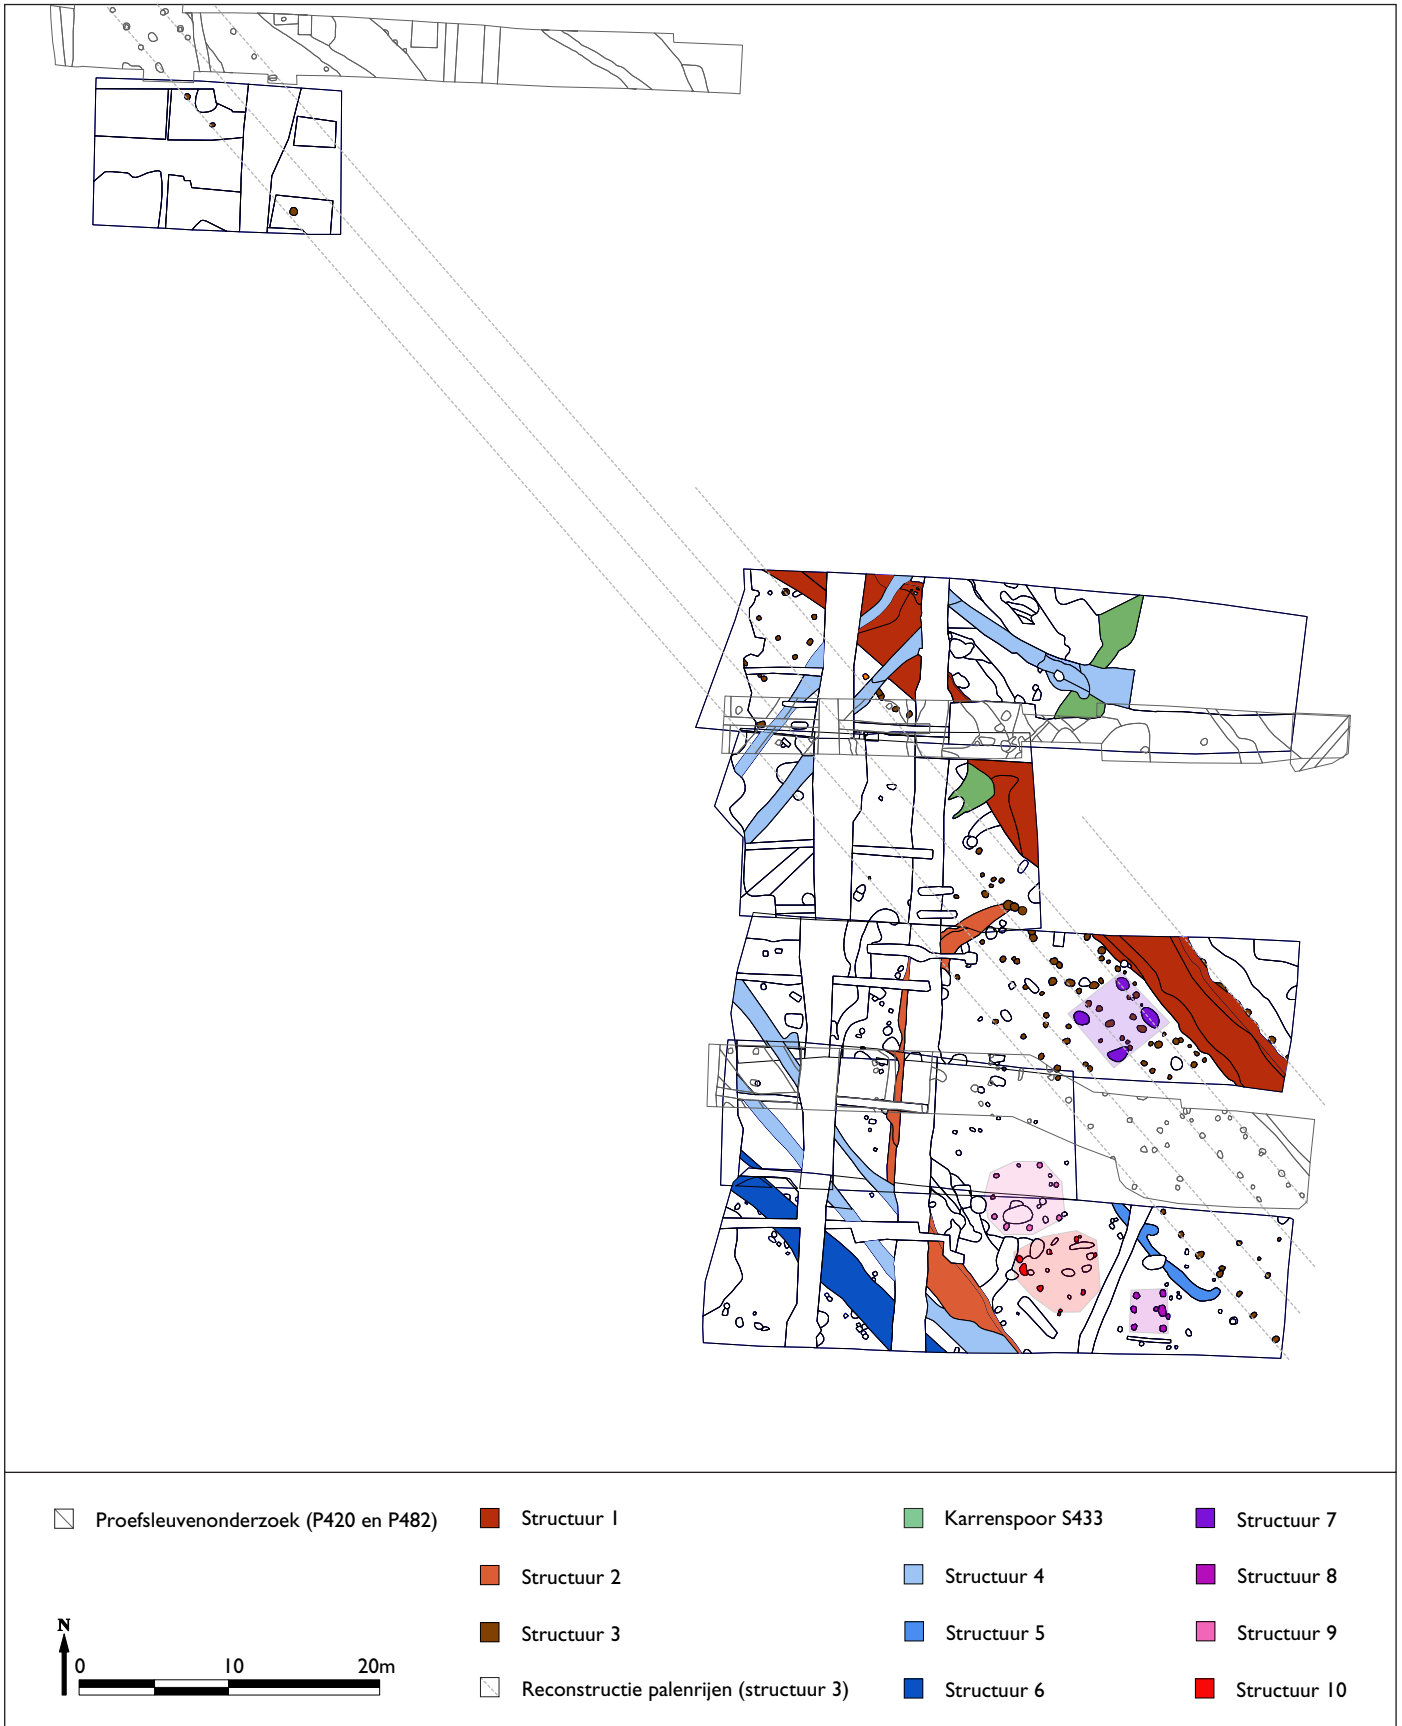 Proefsleuvenonderzoek (P420 en P482)
Structuur 1
Structuur 2
Structuur 3
Reconstructie palenrijen (structuur 3)
Karrenspoor S433
Structuur 4
Structuur 5
Structuur 6
Structuur 7
Structuur 8
Structuur 9
Structuur 10
N
0 10 20m